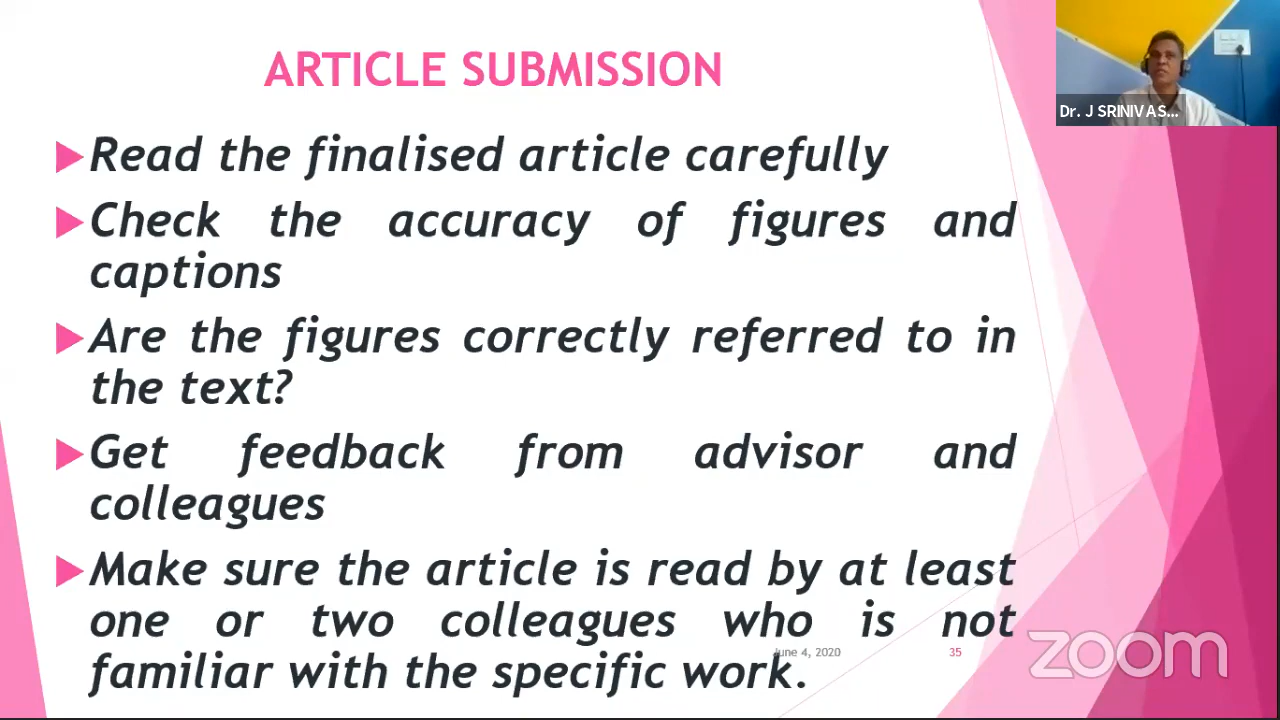 ARTICLE SUBMISSION
Dr. J SRINIVAS...
Read the finalised article carefully
Check the accuracy of figures and
captions
Are the figures correctly referred to in
the text?
Get feedback from advisor and
colleagues
Make sure the article is read by at least
one or two colleagues who is not
familiar with the specific work.
June 4, 2020
35
zoom